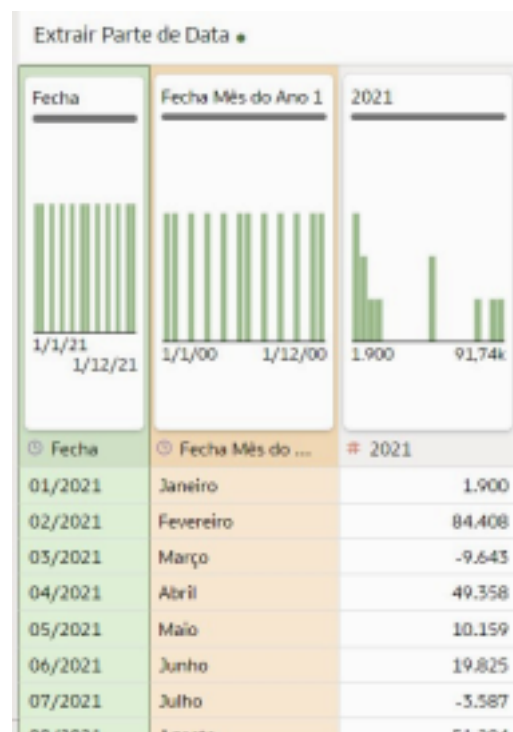 Extrair Parte de Data
Fecha Fecha Mês do Ano 1 2021
1/1/21 1/12/21 1/1/00 1/12/00 1.900 91,74k
Fecha Fecha Mês do ... # 2021
01/2021 Janeiro 1.900
02/2021 Fevereiro 84.408
03/2021 Março -9.643
04/2021 Abril 49.358
05/2021 Maio 10.159
06/2021 Junho 19.825
07/2021 Julho -3.587